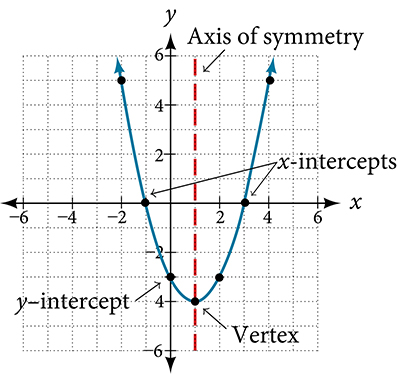 y
6
Axis of symmetry
4
2
x-intercepts
−6 −4 −2 2 4 6 x
−2
y–intercept
4
Vertex
−6